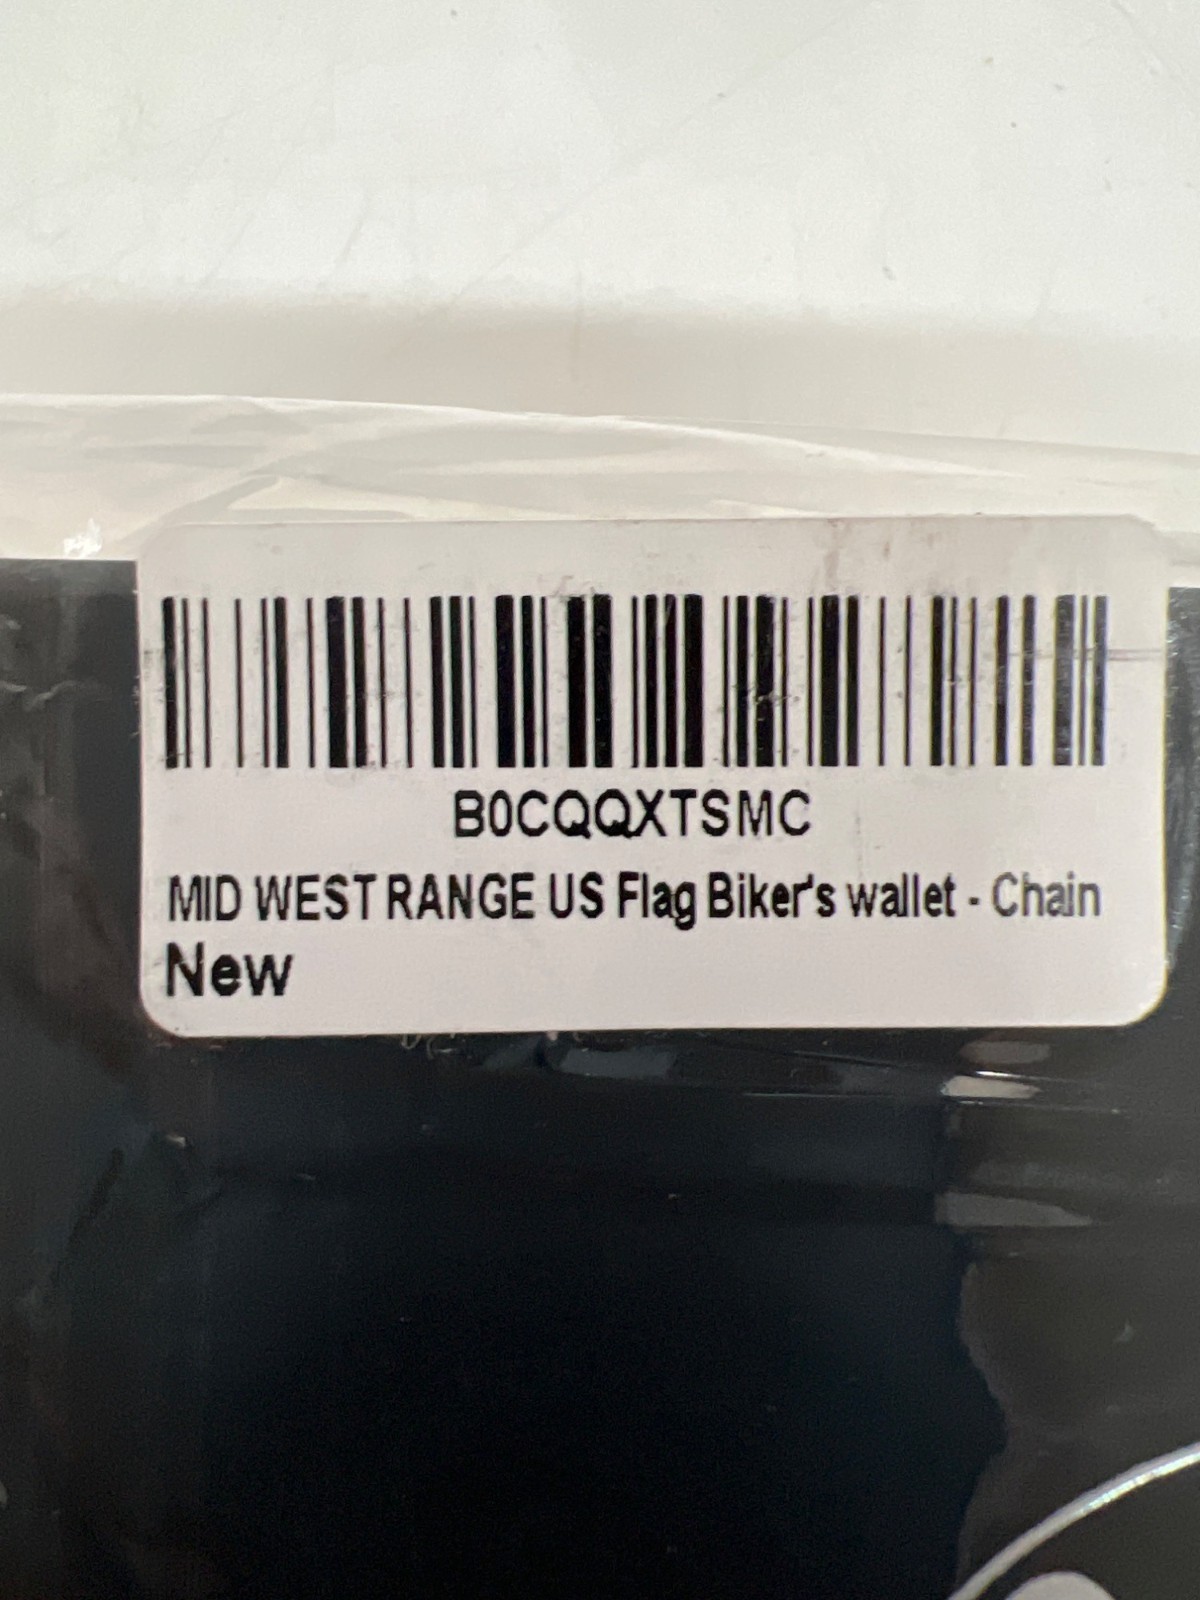 B0CQQXTSMC
MID WEST RANGE US Flag Biker's wallet - Chain
New